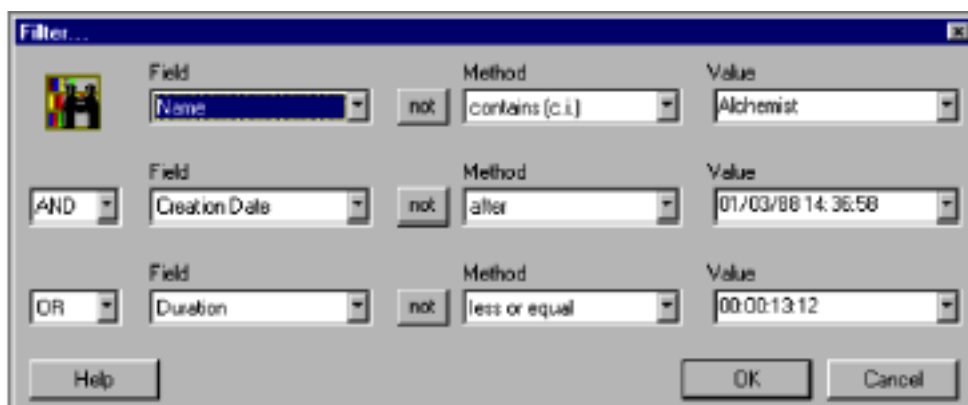 Filter...
Field Method Value
Name not contains (c.i.) Alchemist
Field Method Value
AND Creation Date not after 01/03/88 14:36:58
Field Method Value
OR Duration not less or equal 00:00:13:12
Help OK Cancel